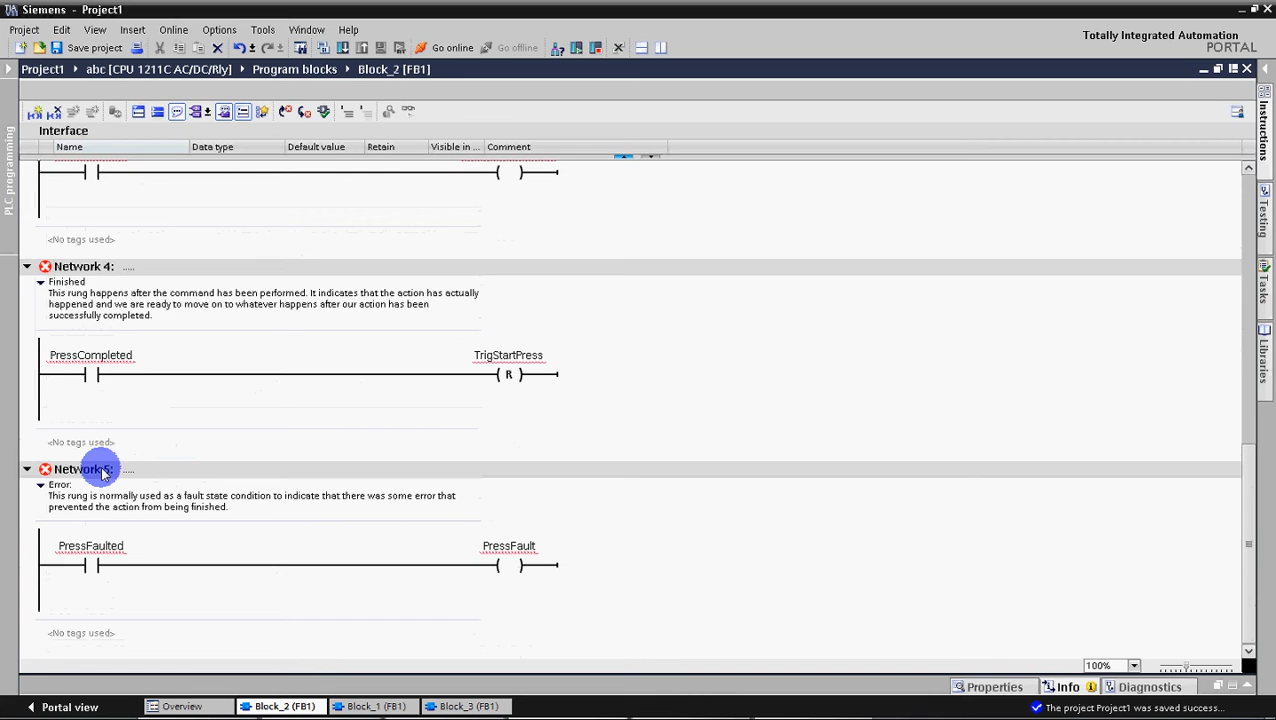 Siemens - Project1
Project Edit View Insert Online Options Window Help
Totally Integrated Automation
PORTAL
Save project Go online Go offline
Project1 abc [CPU 1211C AC/DC/Rly] Program blocks Block_2 [FB1]
Interface
Name Data type Default value Retain Visible in ... Comment
<No tags used>
Network 4: .....
Finished
This rung happens after the command has been performed. It indicates that the action has actually
happened and we are ready to move on to whatever happens after our action has been
successfully completed.
PressCompleted TrigStartPress
R
<No tags used>
Network 5: .....
Error:
This rung is normally used as a fault state condition to indicate that there was some error that
prevented the action from being finished.
PressFaulted PressFault
<No tags used>
100%
Properties Info Diagnostics
Portal view Overview Block_2 (FB1) Block_1 (FB1) Block_3 (FB1) The project Project1 was saved success...
PLC programming
Instructions
Testing
Tasks
Libraries